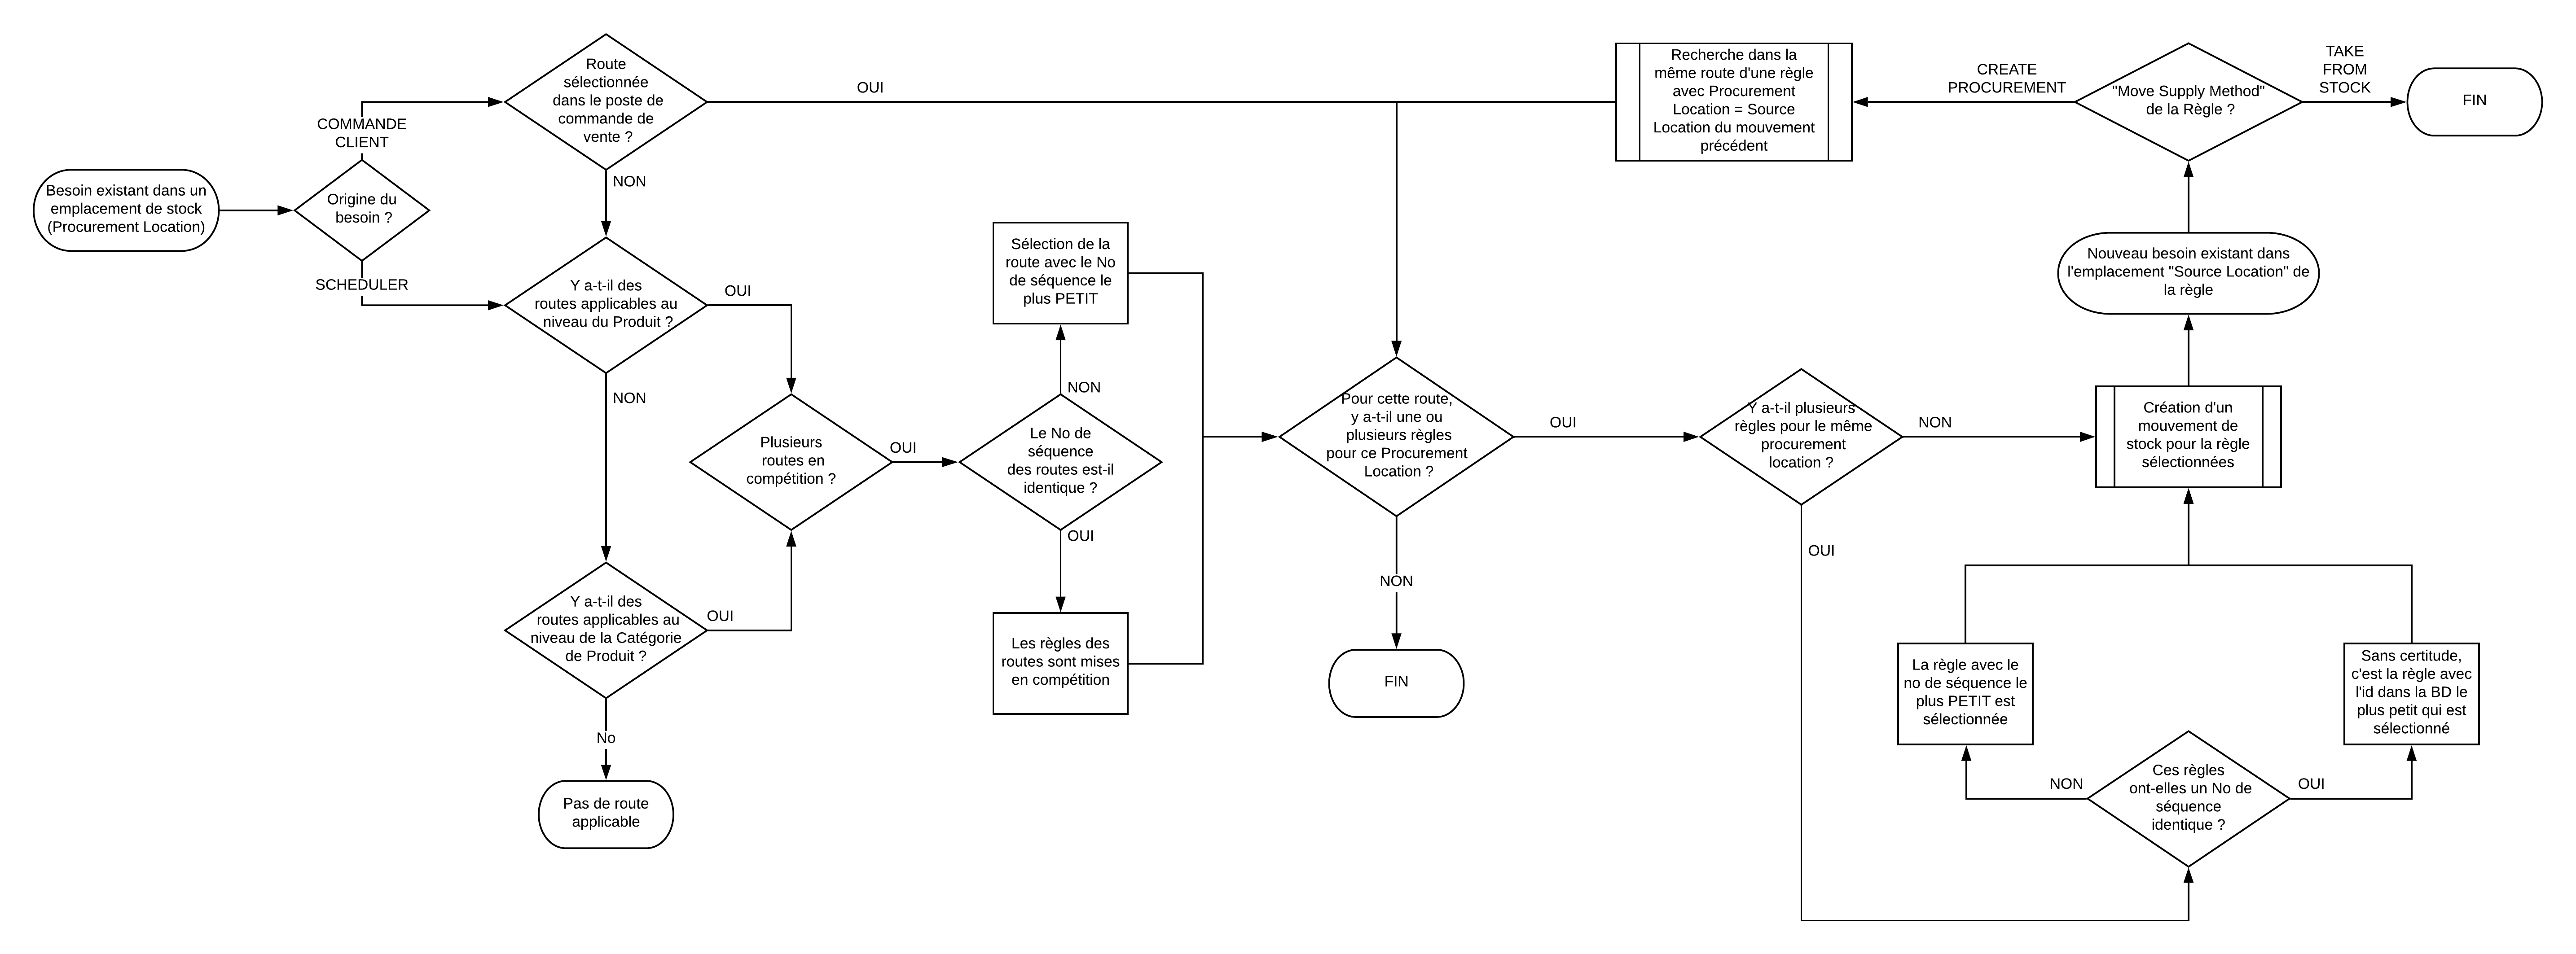 Besoin existant dans un
emplacement de stock
(Procurement Location)
Origine du
besoin ?
COMMANDE
CLIENT
SCHEDULER
Route
sélectionnée
dans le poste de
commande de
vente ?
OUI
NON
Y a-t-il des
routes applicables au
niveau du Produit ?
OUI
NON
Y a-t-il des
routes applicables au
niveau de la Catégorie
de Produit ?
OUI
No
Pas de route
applicable
Plusieurs
routes en
compétition ?
OUI
Le No de
séquence
des routes est-il
identique ?
NON
OUI
Sélection de la
route avec le No
de séquence le
plus PETIT
Les règles des
routes sont mises
en compétition
Pour cette route,
y a-t-il une ou
plusieurs règles
pour ce Procurement
Location ?
OUI
NON
FIN
Y a-t-il plusieurs
règles pour le même
procurement
location ?
NON
OUI
Ces règles
ont-elles un No de
séquence
identique ?
NON
OUI
La règle avec le
no de séquence le
plus PETIT est
sélectionnée
Sans certitude,
c'est la règle avec
l'id dans la BD le
plus petit qui est
sélectionné
Création d'un
mouvement de
stock pour la règle
sélectionnées
Nouveau besoin existant dans
l'emplacement "Source Location" de
la règle
"Move Supply Method"
de la Règle ?
CREATE
PROCUREMENT
TAKE
FROM
STOCK
FIN
Recherche dans la
même route d'une règle
avec Procurement
Location = Source
Location du mouvement
précédent